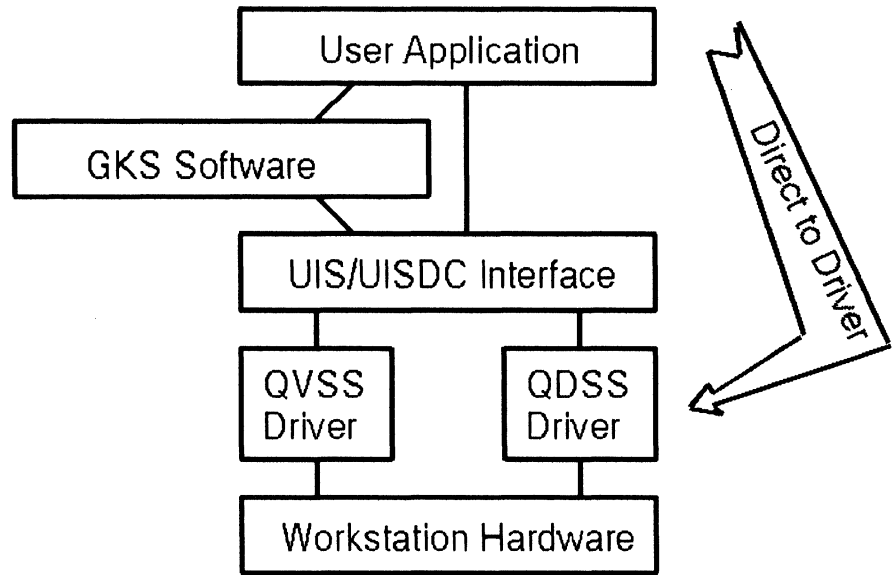 User Application
GKS Software
Direct to Driver
UIS/UISDC Interface
QVSS
Driver
QDSS
Driver
Workstation Hardware